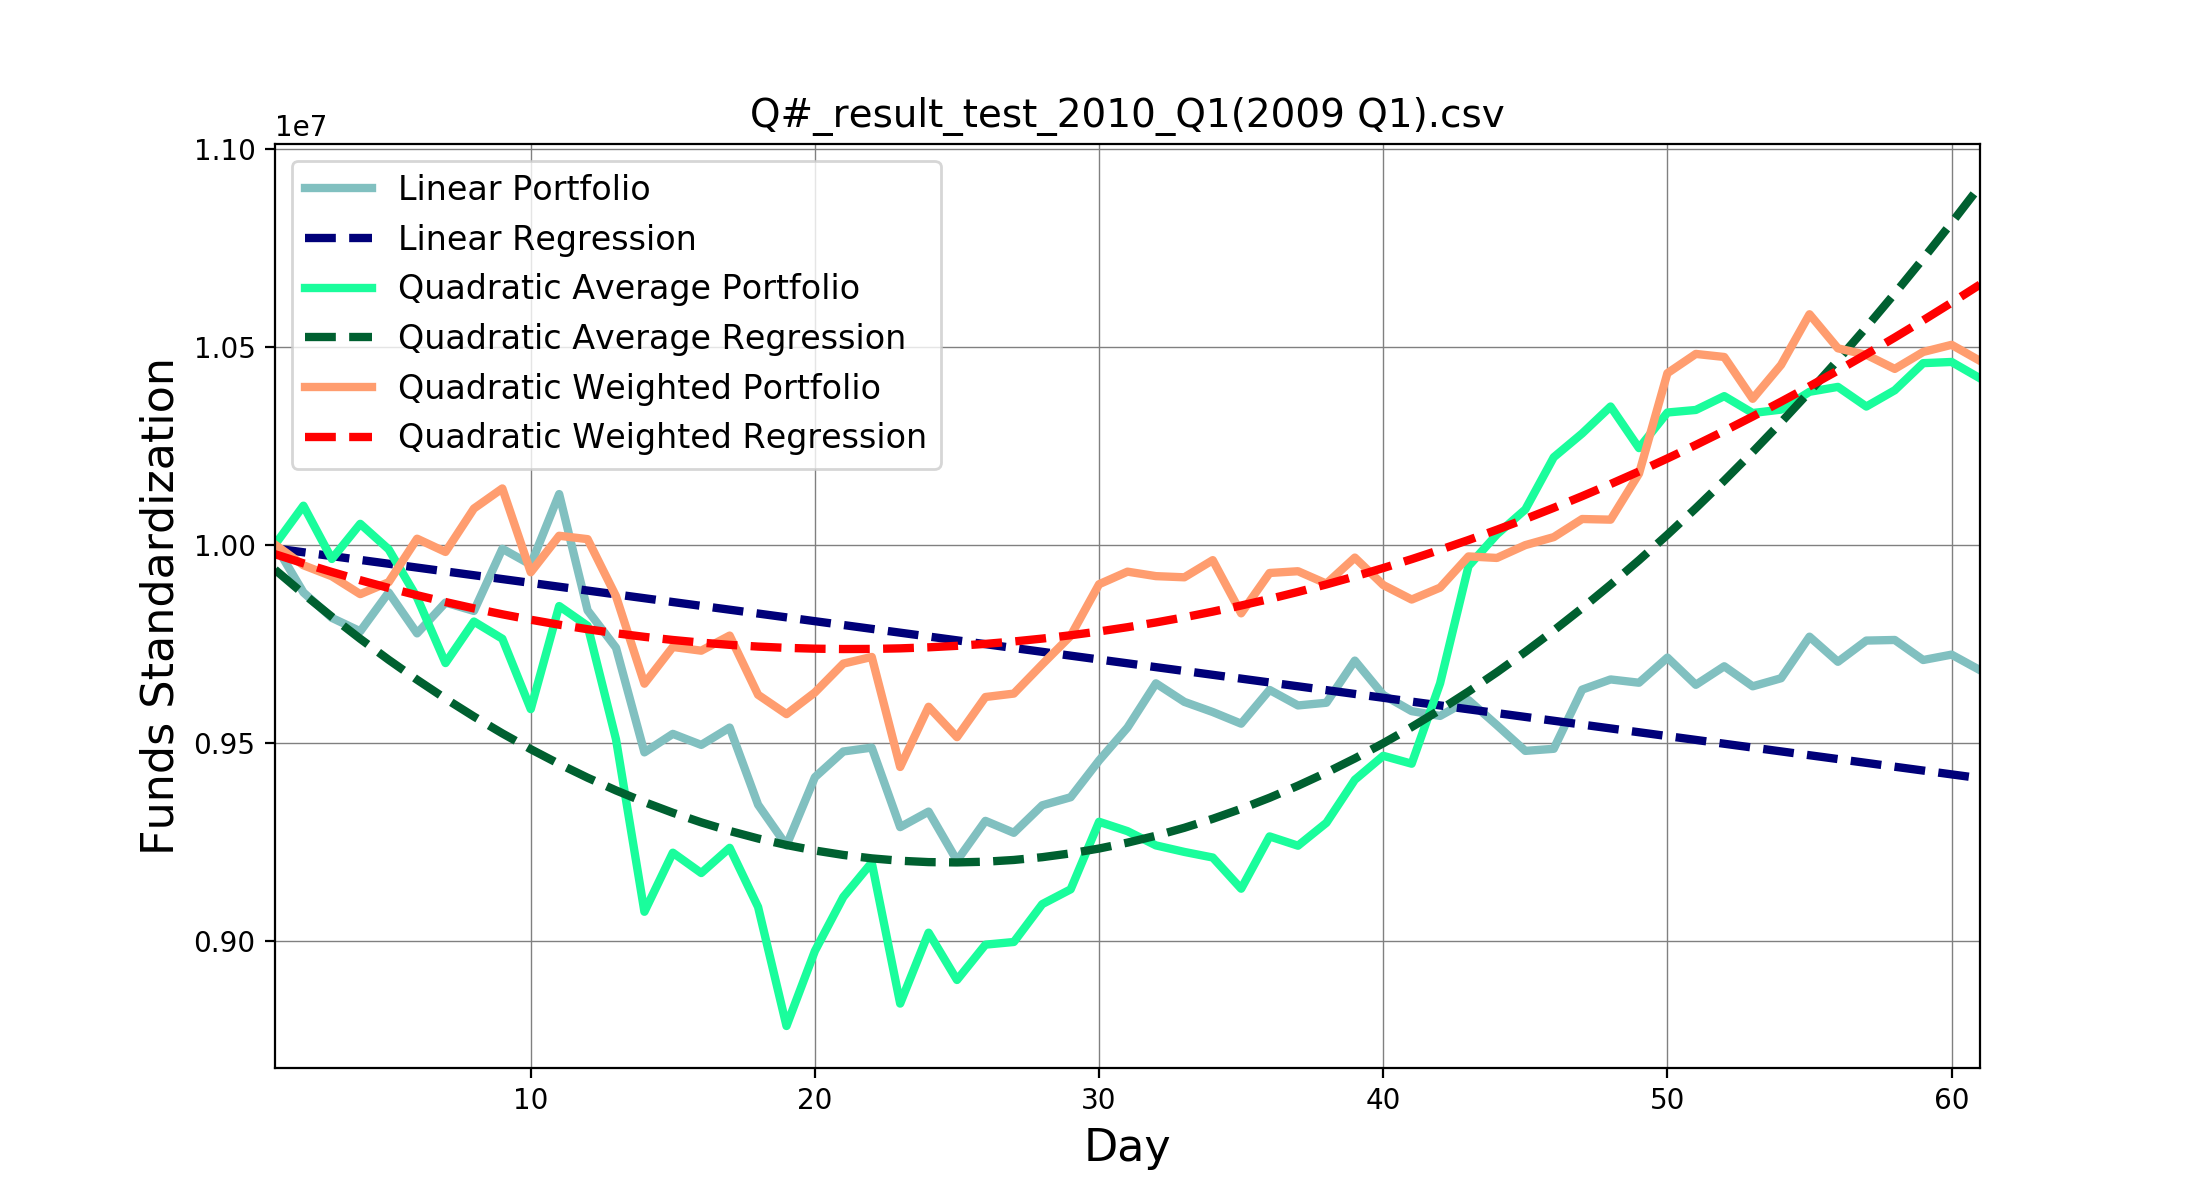 Q#_result_test_2010_Q1(2009 Q1).csv
1e7
1.10
1.05
1.00
0.95
0.90
Funds Standardization
Linear Portfolio
Linear Regression
Quadratic Average Portfolio
Quadratic Average Regression
Quadratic Weighted Portfolio
Quadratic Weighted Regression
10 20 30 40 50 60
Day